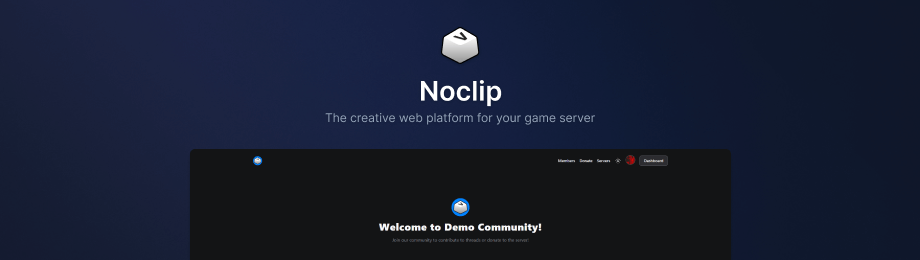 V
Noclip
The creative web platform for your game server
Members Donate Servers Dashboard
Welcome to Demo Community!
Join our community to contribute to threads or donate to the server!